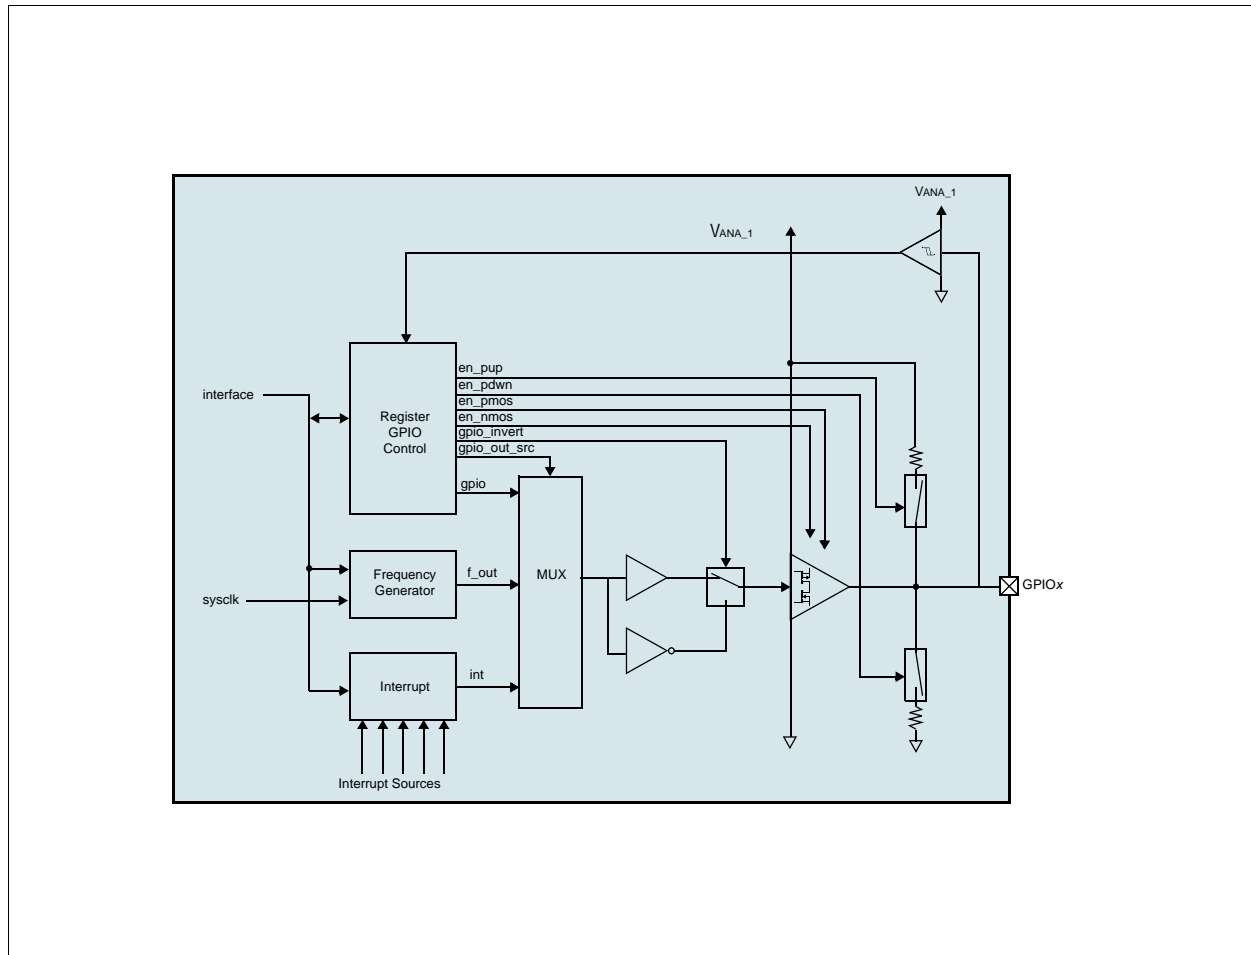 VANA_1
VANA_1
en_pup
en_pdwn
interface
en_pmos
Register
GPIO
Control
en_nmos
gpio_invert
gpio_out_src
gpio
Frequency
Generator
f_out
MUX
GPIOx
sysclk
Interrupt
int
Interrupt Sources